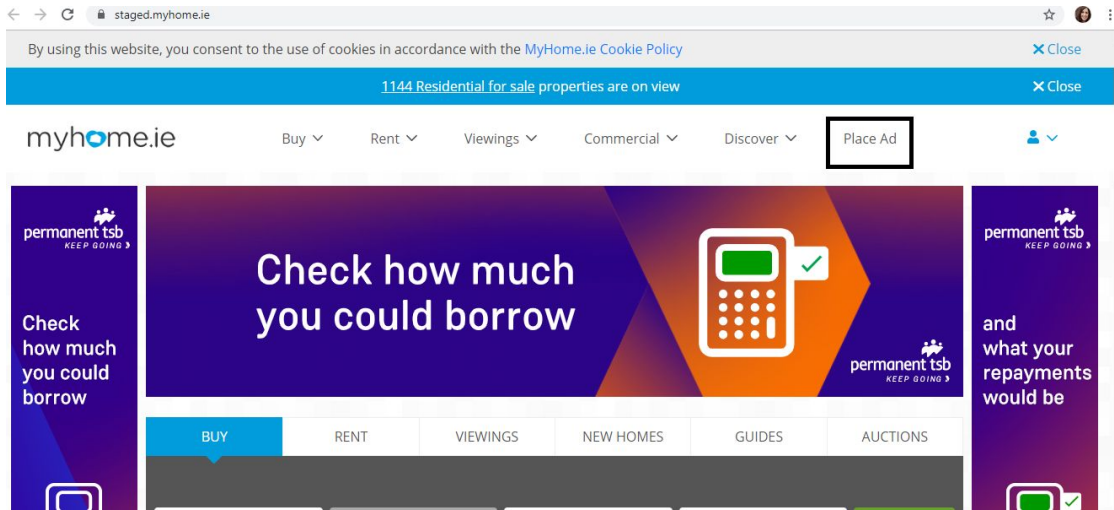 staged.myhome.ie
By using this website, you consent to the use of cookies in accordance with the MyHome.ie Cookie Policy
Close
1144 Residential for sale properties are on view
Close
myhome.ie
Buy
Rent
Viewings
Commercial
Discover
Place Ad
permanent tsb
KEEP GOING
Check
how much
you could
borrow
Check how much
you could borrow
permanent tsb
KEEP GOING
permanent tsb
KEEP GOING
and
what your
repayments
would be
BUY
RENT
VIEWINGS
NEW HOMES
GUIDES
AUCTIONS